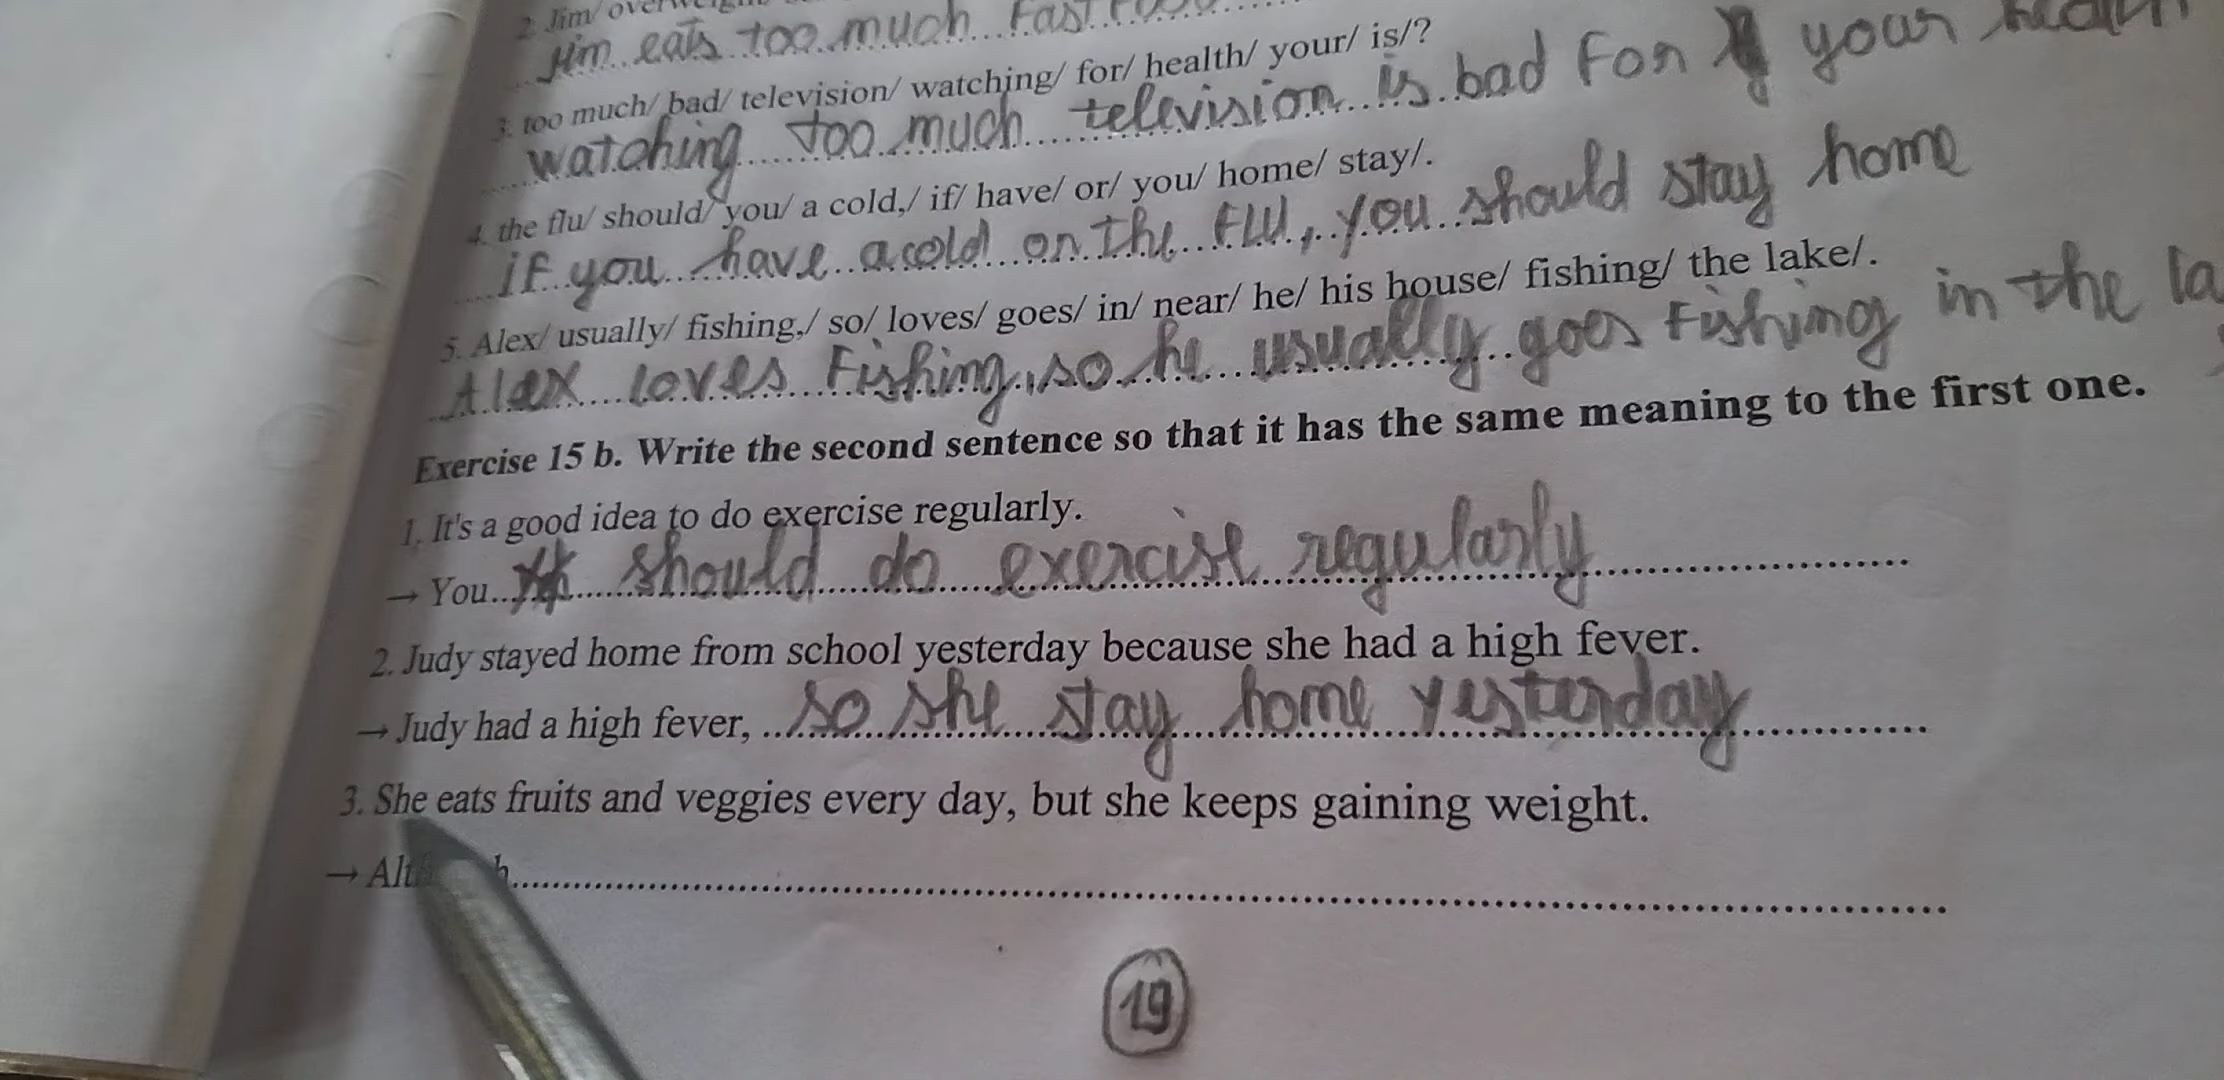 2. Jim/ overweight
Jim eats too much Fast
3. too much/ bad/ television/ watching/ for/ health/ your/ is/?
watching too much television is bad For your health
4. the flu/ should/ you/ a cold,/ if/ have/ or/ you/ home/ stay/.
if you have a cold or the FLU, you should stay home
5. Alex/ usually/ fishing,/ so/ loves/ goes/ in/ near/ he/ his house/ fishing/ the lake/.
Alex loves Fishing, so he usually goes Fishing in the la
Exercise 15 b. Write the second sentence so that it has the same meaning to the first one.
1. It's a good idea to do exercise regularly.
→ You should do exercise regularly
2. Judy stayed home from school yesterday because she had a high fever.
→ Judy had a high fever, so she stay home yesterday
3. She eats fruits and veggies every day, but she keeps gaining weight.
→ Alth h
19